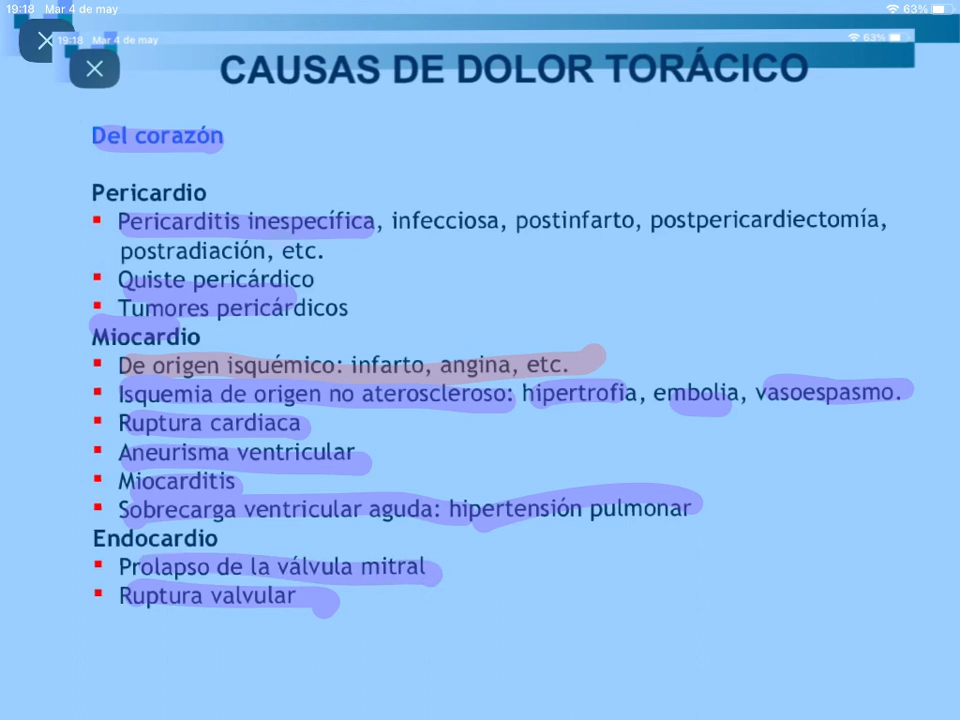 19:18 Mar 4 de may 63%
19:18 Mar 4 de may 63%
CAUSAS DE DOLOR TORÁCICO
Del corazón
Pericardio
Pericarditis inespecífica, infecciosa, postinfarto, postpericardiectomía,
postradiación, etc.
Quiste pericárdico
Tumores pericárdicos
Miocardio
De origen isquémico: infarto, angina, etc.
Isquemia de origen no ateroscleroso: hipertrofia, embolia, vasoespasmo.
Ruptura cardiaca
Aneurisma ventricular
Miocarditis
Sobrecarga ventricular aguda: hipertensión pulmonar
Endocardio
Prolapso de la válvula mitral
Ruptura valvular